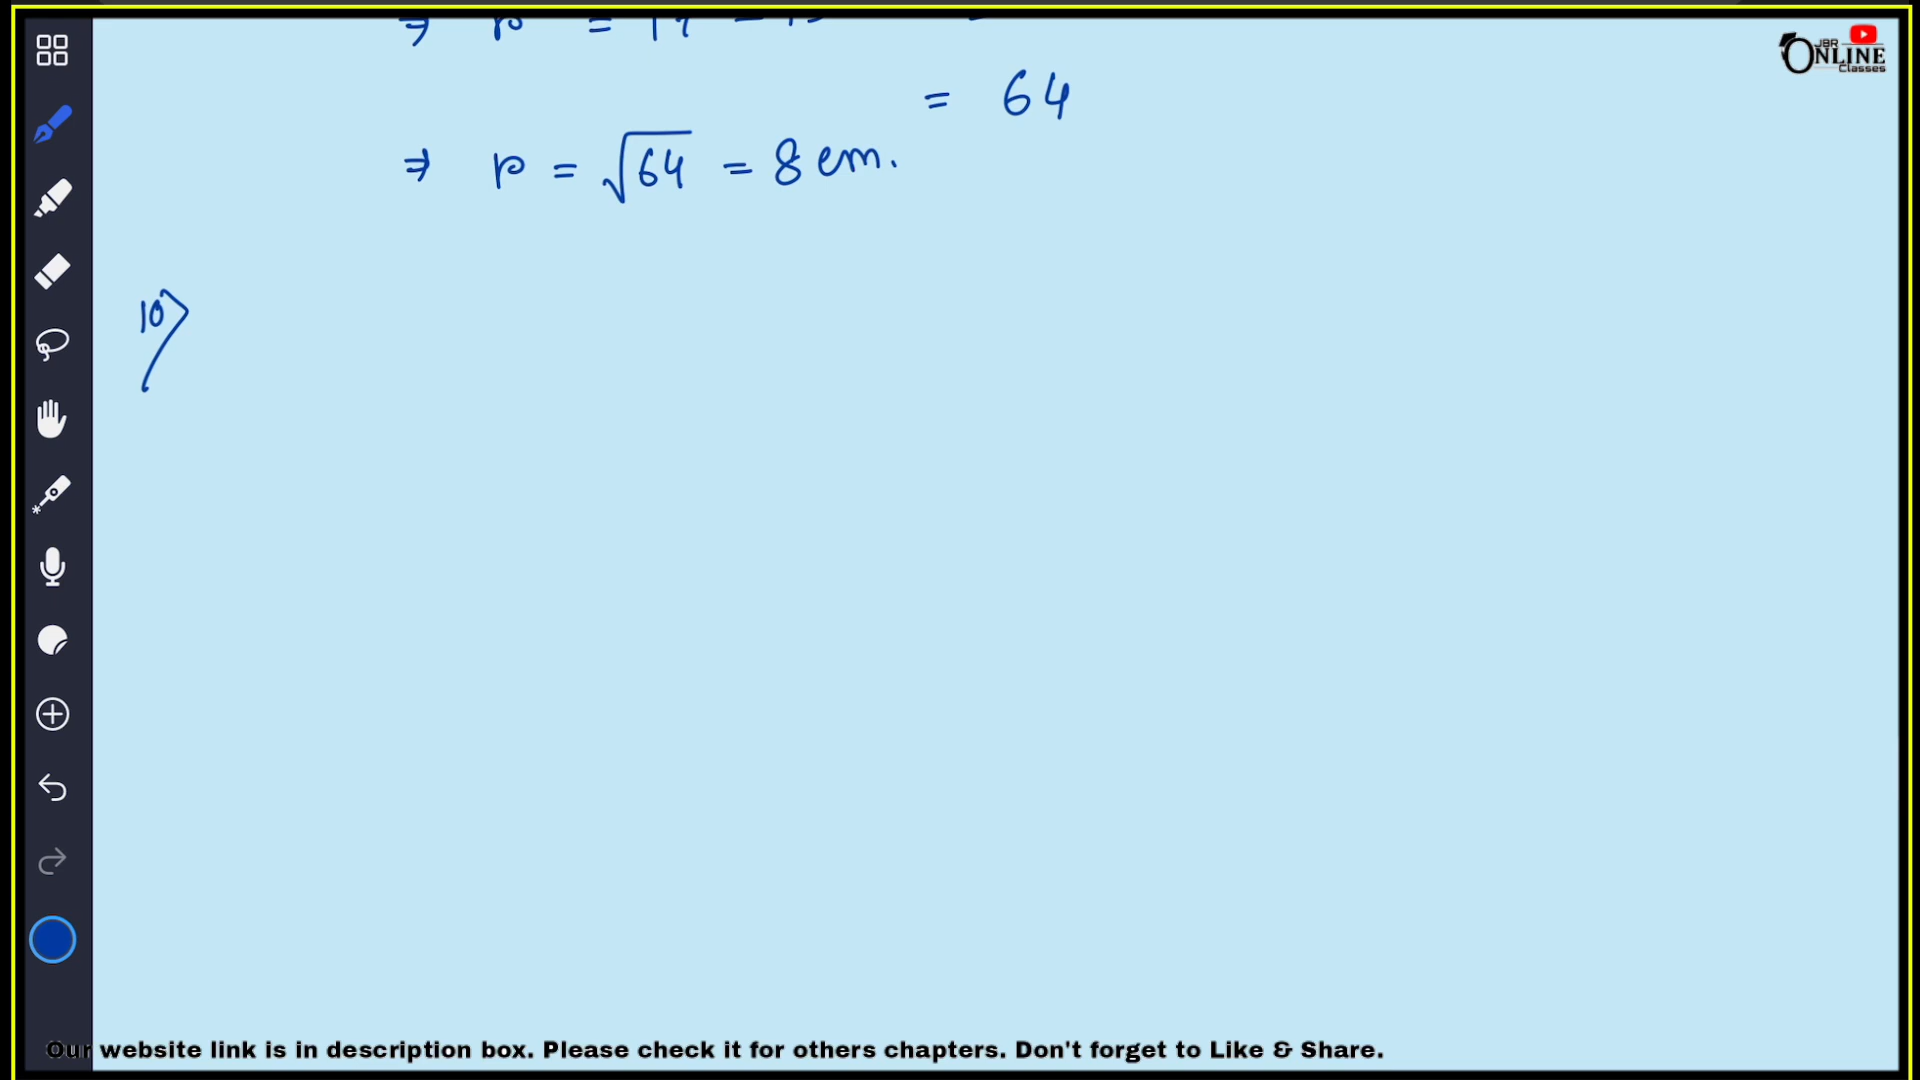 = 64
⇒ p = √64 = 8 cm.
10
JBR
ONLINE
Classes
Our website link is in description box. Please check it for others chapters. Don't forget to Like & Share.